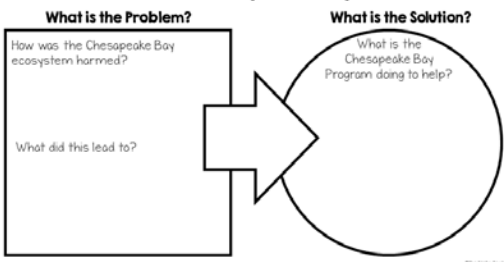 What is the Problem?
How was the Chesapeake Bay
ecosystem harmed?
What did this lead to?
What is the Solution?
What is the
Chesapeake Bay
Program doing to help?